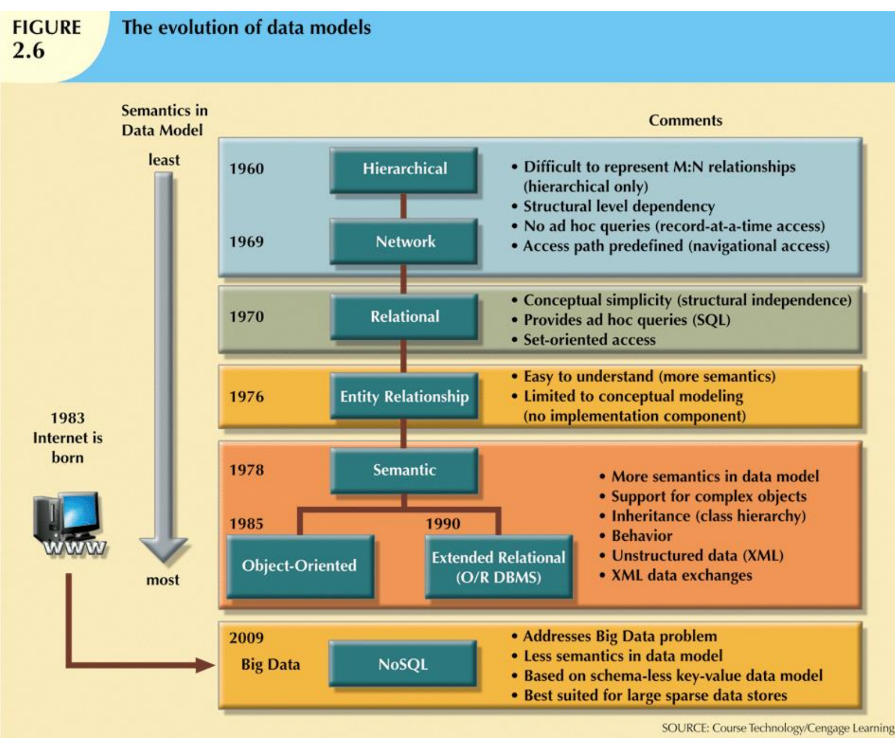 FIGURE
2.6
The evolution of data models
Semantics in
Data Model
least
most
Comments
1960
Hierarchical
1969
Network
• Difficult to represent M:N relationships
(hierarchical only)
• Structural level dependency
• No ad hoc queries (record-at-a-time access)
• Access path predefined (navigational access)
1970
Relational
• Conceptual simplicity (structural independence)
• Provides ad hoc queries (SQL)
• Set-oriented access
1976
Entity Relationship
• Easy to understand (more semantics)
• Limited to conceptual modeling
(no implementation component)
1983
Internet is
born
WWW
1978
Semantic
1985
Object-Oriented
1990
Extended Relational
(O/R DBMS)
• More semantics in data model
• Support for complex objects
• Inheritance (class hierarchy)
• Behavior
• Unstructured data (XML)
• XML data exchanges
2009
Big Data
NoSQL
• Addresses Big Data problem
• Less semantics in data model
• Based on schema-less key-value data model
• Best suited for large sparse data stores
SOURCE: Course Technology/Cengage Learning